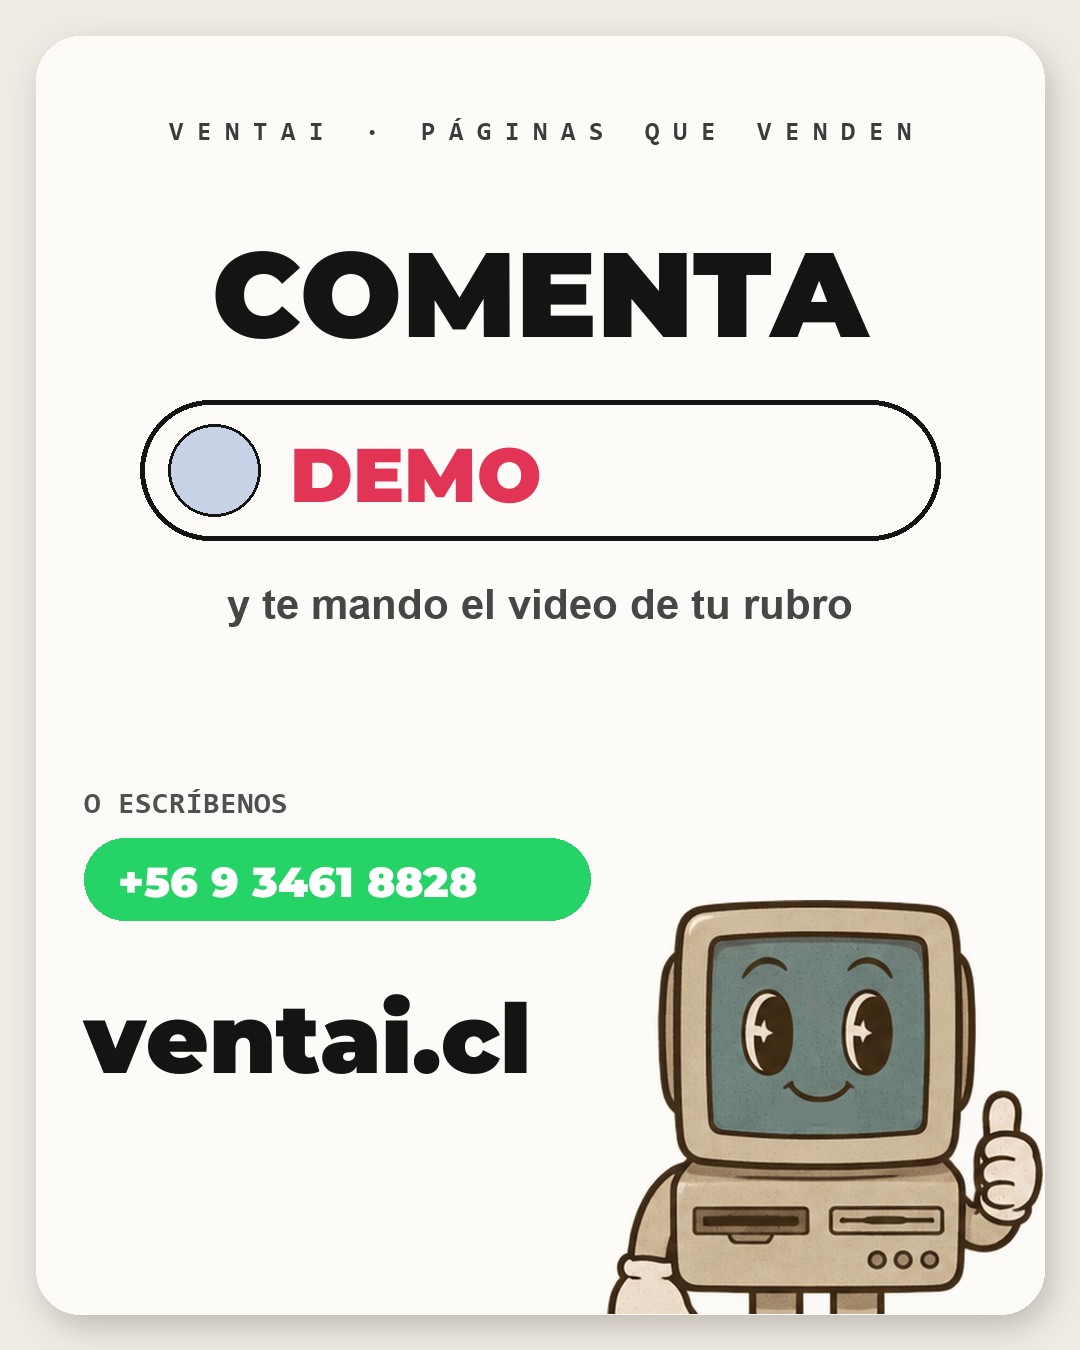 VENTAI · PÁGINAS QUE VENDEN
COMENTA
DEMO
y te mando el video de tu rubro
O ESCRÍBENOS
+56 9 3461 8828
ventai.cl